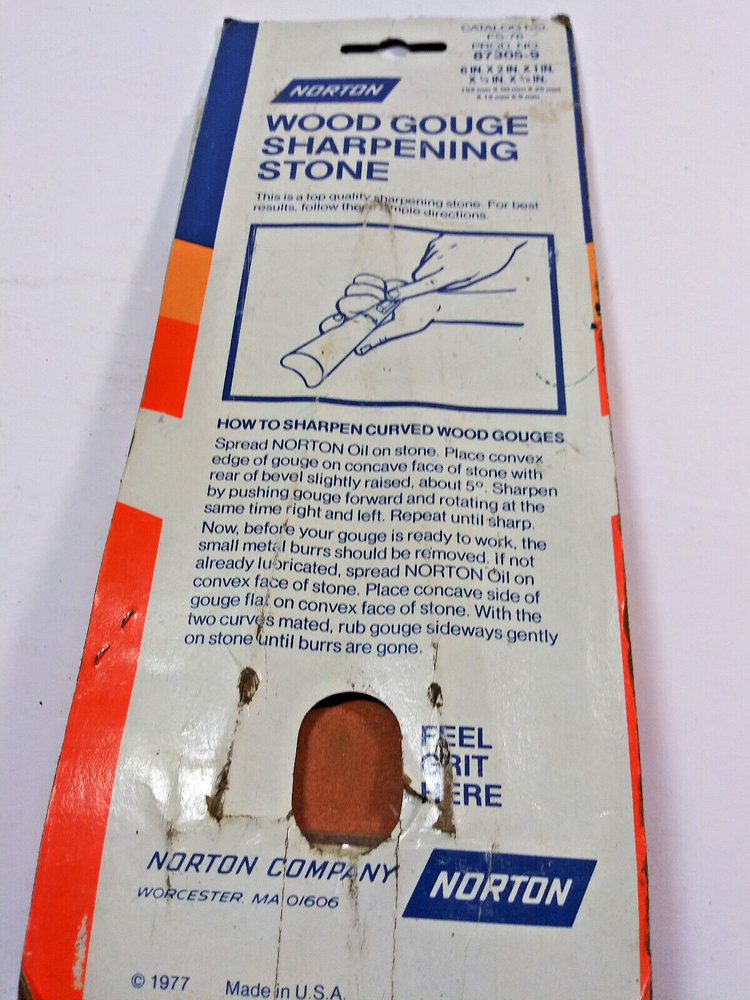 CATALOG NO.
FS-76
PROD. NO.
87305-9
6 IN. X 2 IN. X 1 IN.
NORTON
WOOD GOUGE
SHARPENING
STONE
This is a top quality sharpening stone. For best
results, follow these simple directions.
HOW TO SHARPEN CURVED WOOD GOUGES
Spread NORTON Oil on stone. Place convex
edge of gouge on concave face of stone with
rear of bevel slightly raised, about 5°. Sharpen
by pushing gouge forward and rotating at the
same time right and left. Repeat until sharp.
Now, before your gouge is ready to work, the
small metal burrs should be removed. If not
already lubricated, spread NORTON Oil on
convex face of stone. Place concave side of
gouge flat on convex face of stone. With the
two curves mated, rub gouge sideways gently
on stone until burrs are gone.
FEEL
GRIT
HERE
NORTON COMPANY
WORCESTER, MA 01606
NORTON
© 1977 Made in U.S.A.